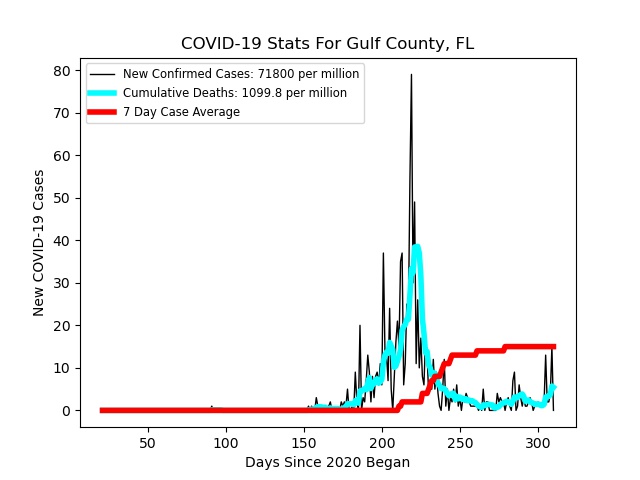 COVID-19 Stats For Gulf County, FL
New Confirmed Cases: 71800 per million
Cumulative Deaths: 1099.8 per million
7 Day Case Average
New COVID-19 Cases
80
70
60
50
40
30
20
10
0
50 100 150 200 250 300
Days Since 2020 Began